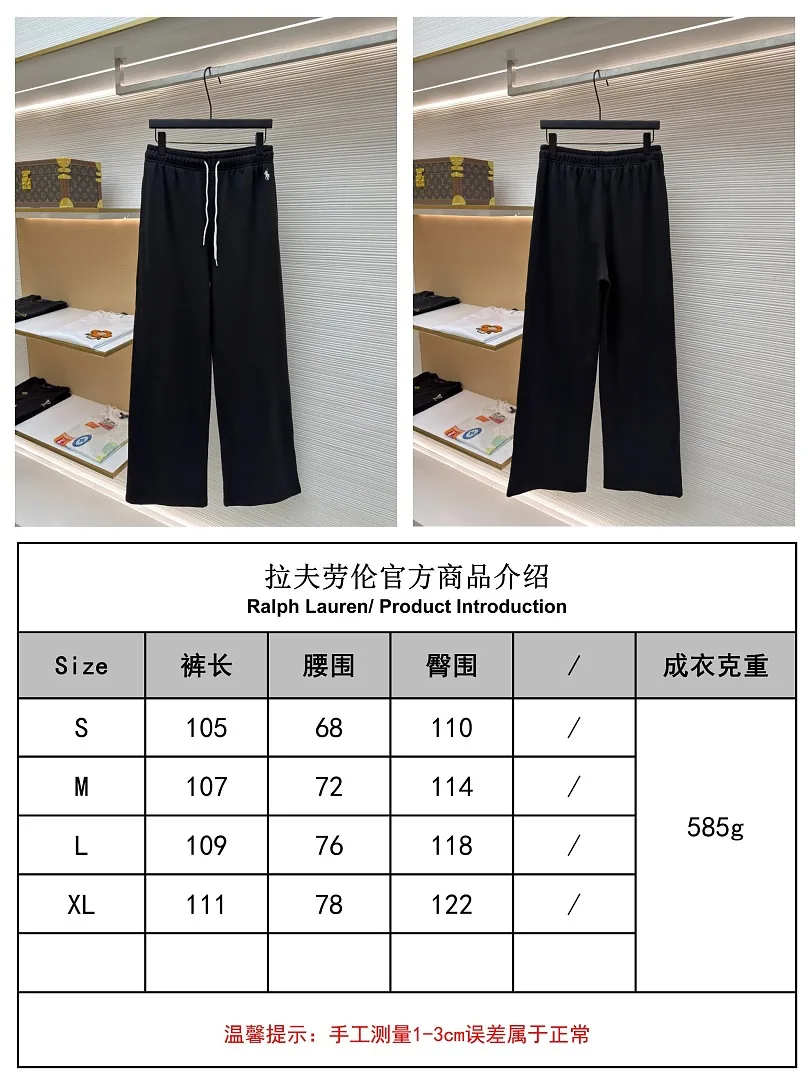 拉夫劳伦官方商品介绍
Ralph Lauren/ Product Introduction
Size 裤长 腰围 臀围 / 成衣克重
S 105 68 110 /
M 107 72 114 /
L 109 76 118 /
XL 111 78 122 /
585g
温馨提示：手工测量1-3cm误差属于正常